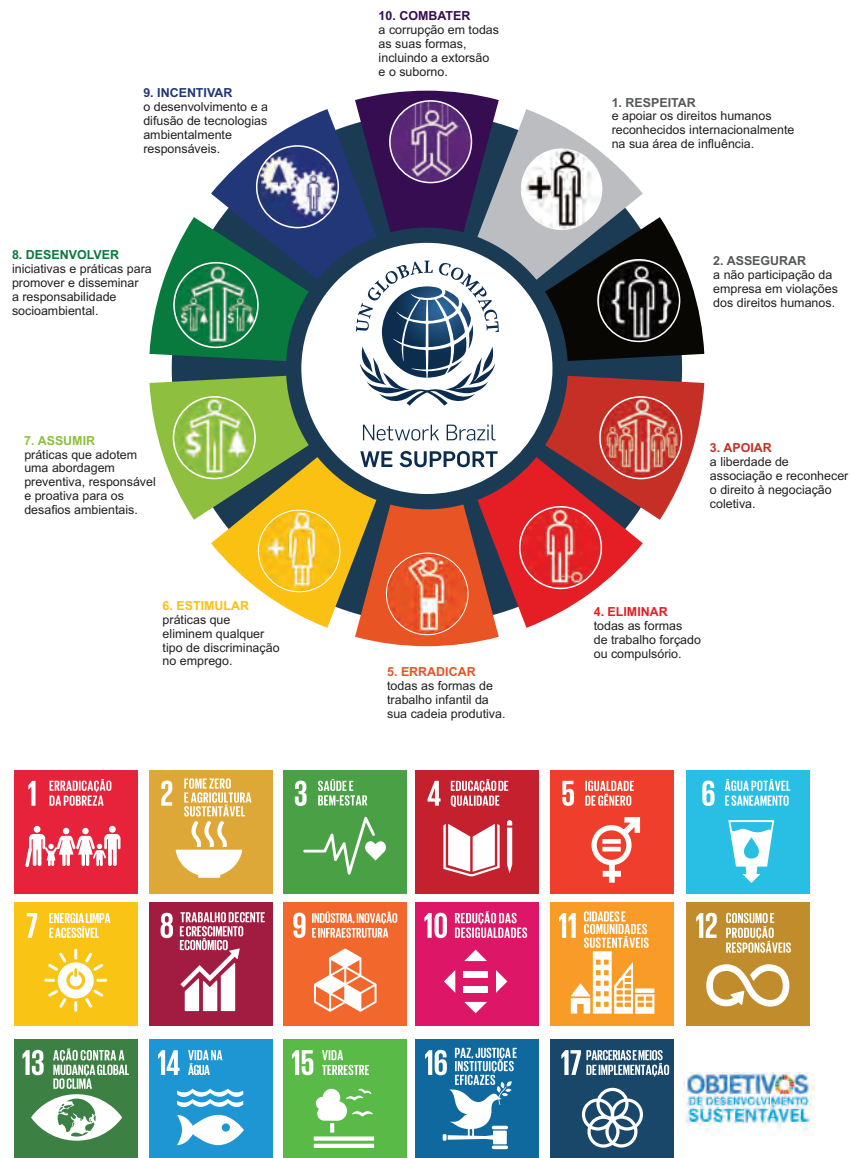 10. COMBATER
a corrupção em todas
as suas formas,
incluindo a extorsão
e o suborno.
9. INCENTIVAR
o desenvolvimento e a
difusão de tecnologias
ambientalmente
responsáveis.
1. RESPEITAR
e apoiar os direitos humanos
reconhecidos internacionalmente
na sua área de influência.
8. DESENVOLVER
iniciativas e práticas para
promover e disseminar
a responsabilidade
socioambiental.
2. ASSEGURAR
a não participação da
empresa em violações
dos direitos humanos.
UN GLOBAL COMPACT
Network Brazil
WE SUPPORT
7. ASSUMIR
práticas que adotem
uma abordagem
preventiva, responsável
e proativa para os
desafios ambientais.
3. APOIAR
a liberdade de
associação e reconhecer
o direito à negociação
coletiva.
6. ESTIMULAR
práticas que
eliminem qualquer
tipo de discriminação
no emprego.
4. ELIMINAR
todas as formas
de trabalho forçado
ou compulsório.
5. ERRADICAR
todas as formas de
trabalho infantil da
sua cadeia produtiva.
1 ERRADICAÇÃO
DA POBREZA
2 FOME ZERO
E AGRICULTURA
SUSTENTÁVEL
3 SAÚDE E
BEM-ESTAR
4 EDUCAÇÃO DE
QUALIDADE
5 IGUALDADE
DE GÊNERO
6 ÁGUA POTÁVEL
E SANEAMENTO
7 ENERGIA LIMPA
E ACESSÍVEL
8 TRABALHO DECENTE
E CRESCIMENTO
ECONÔMICO
9 INDÚSTRIA, INOVAÇÃO
E INFRAESTRUTURA
10 REDUÇÃO DAS
DESIGUALDADES
11 CIDADES E
COMUNIDADES
SUSTENTÁVEIS
12 CONSUMO E
PRODUÇÃO
RESPONSÁVEIS
13 AÇÃO CONTRA A
MUDANÇA GLOBAL
DO CLIMA
14 VIDA NA
ÁGUA
15 VIDA
TERRESTRE
16 PAZ, JUSTIÇA E
INSTITUIÇÕES
EFICAZES
17 PARCERIAS E MEIOS
DE IMPLEMENTAÇÃO
OBJETIVOS
DE DESENVOLVIMENTO
SUSTENTÁVEL